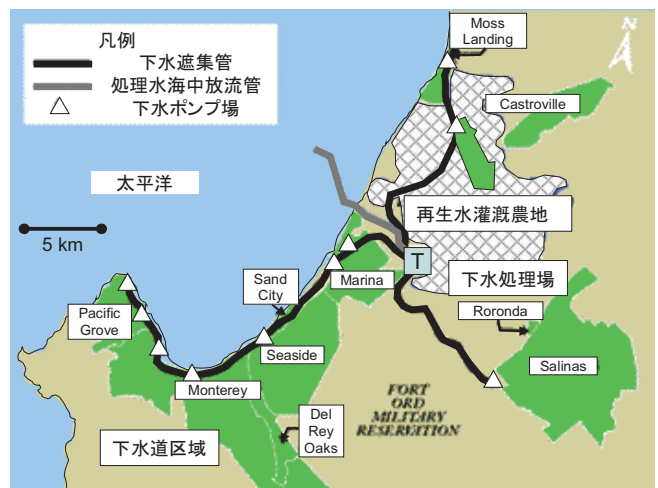 凡例
下水遮集管
処理水海中放流管
下水ポンプ場
Moss
Landing
N
Castroville
太平洋
5 km
再生水灌漑農地
T
下水処理場
Marina
Sand
City
Roronda
Pacific
Grove
Seaside
Salinas
Monterey
FORT
ORD
MILITARY
RESERVATION
Del
Rey
Oaks
下水道区域